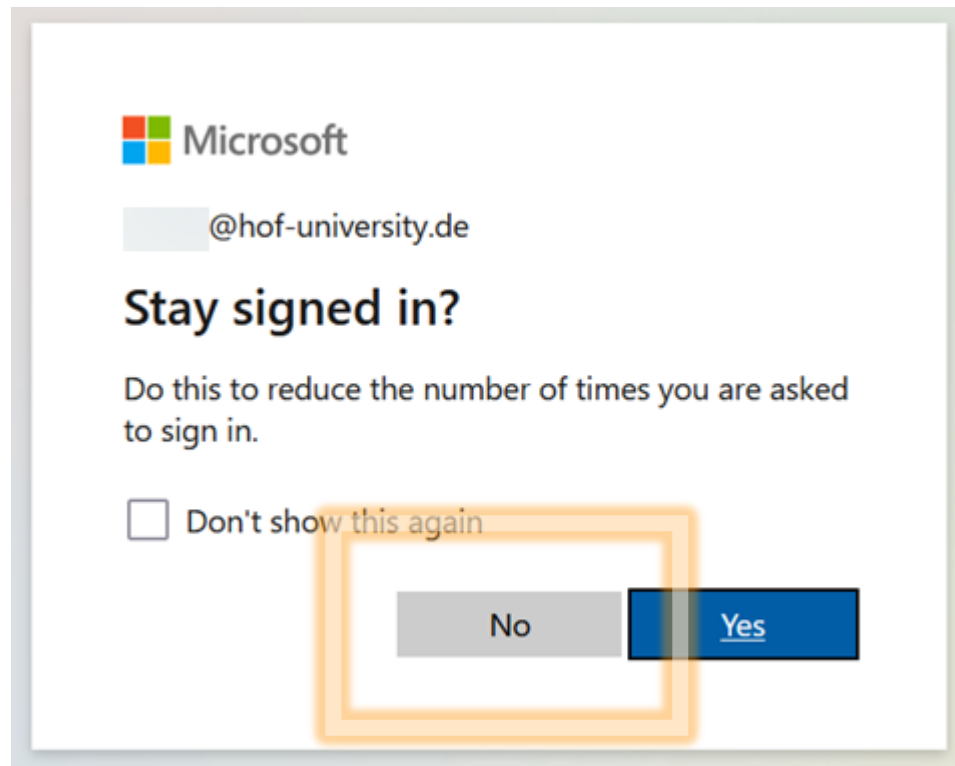 Microsoft
@hof-university.de
Stay signed in?
Do this to reduce the number of times you are asked
to sign in.
Don't show this again
No
Yes